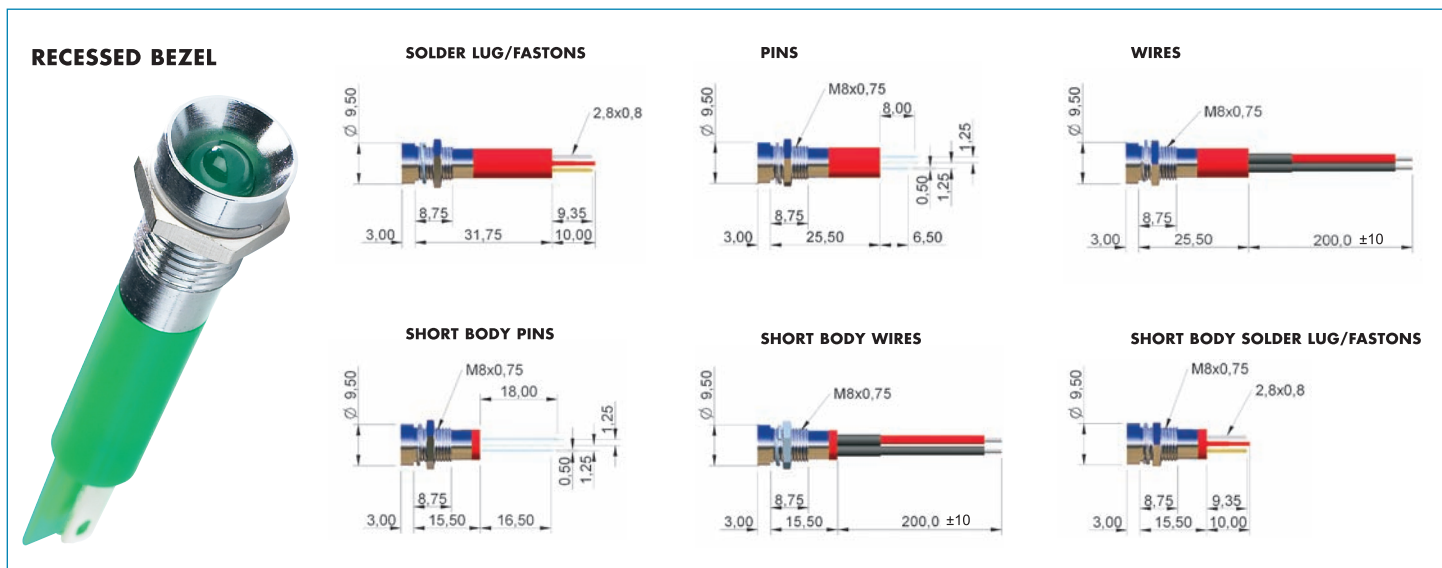 RECESSED BEZEL
SOLDER LUG/FASTONS
Ø 9,50
2,8x0,8
8,75
9,35
3,00
31,75
10,00
PINS
Ø 9,50
M8x0,75
8,00
1,25
0,50
1,25
8,75
3,00
25,50
6,50
WIRES
Ø 9,50
M8x0,75
8,75
3,00
25,50
200,0 ±10
SHORT BODY PINS
Ø 9,50
M8x0,75
18,00
1,25
0,50
1,25
8,75
3,00
15,50
16,50
SHORT BODY WIRES
Ø 9,50
M8x0,75
8,75
3,00
15,50
200,0 ±10
SHORT BODY SOLDER LUG/FASTONS
Ø 9,50
M8x0,75
2,8x0,8
8,75
9,35
3,00
15,50
10,00